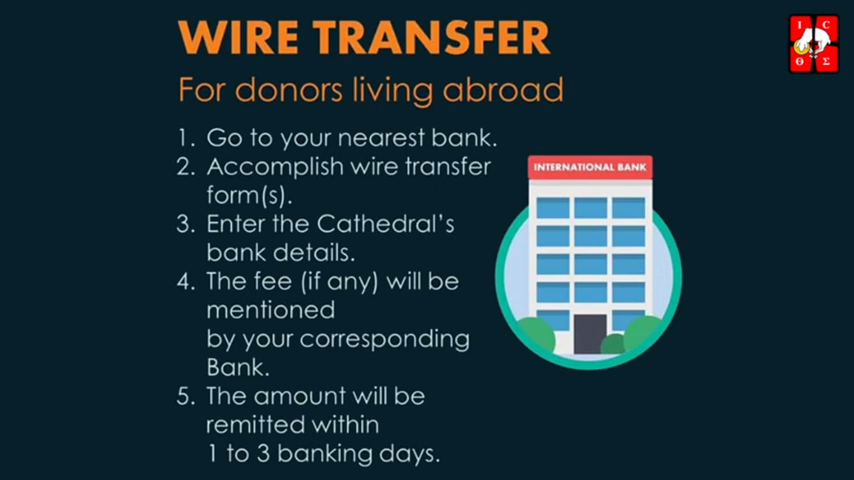 WIRE TRANSFER
For donors living abroad
1. Go to your nearest bank.
2. Accomplish wire transfer
form(s).
3. Enter the Cathedral's
bank details.
4. The fee (if any) will be
mentioned
by your corresponding
Bank.
5. The amount will be
remitted within
1 to 3 banking days.
INTERNATIONAL BANK
I C
Θ Σ